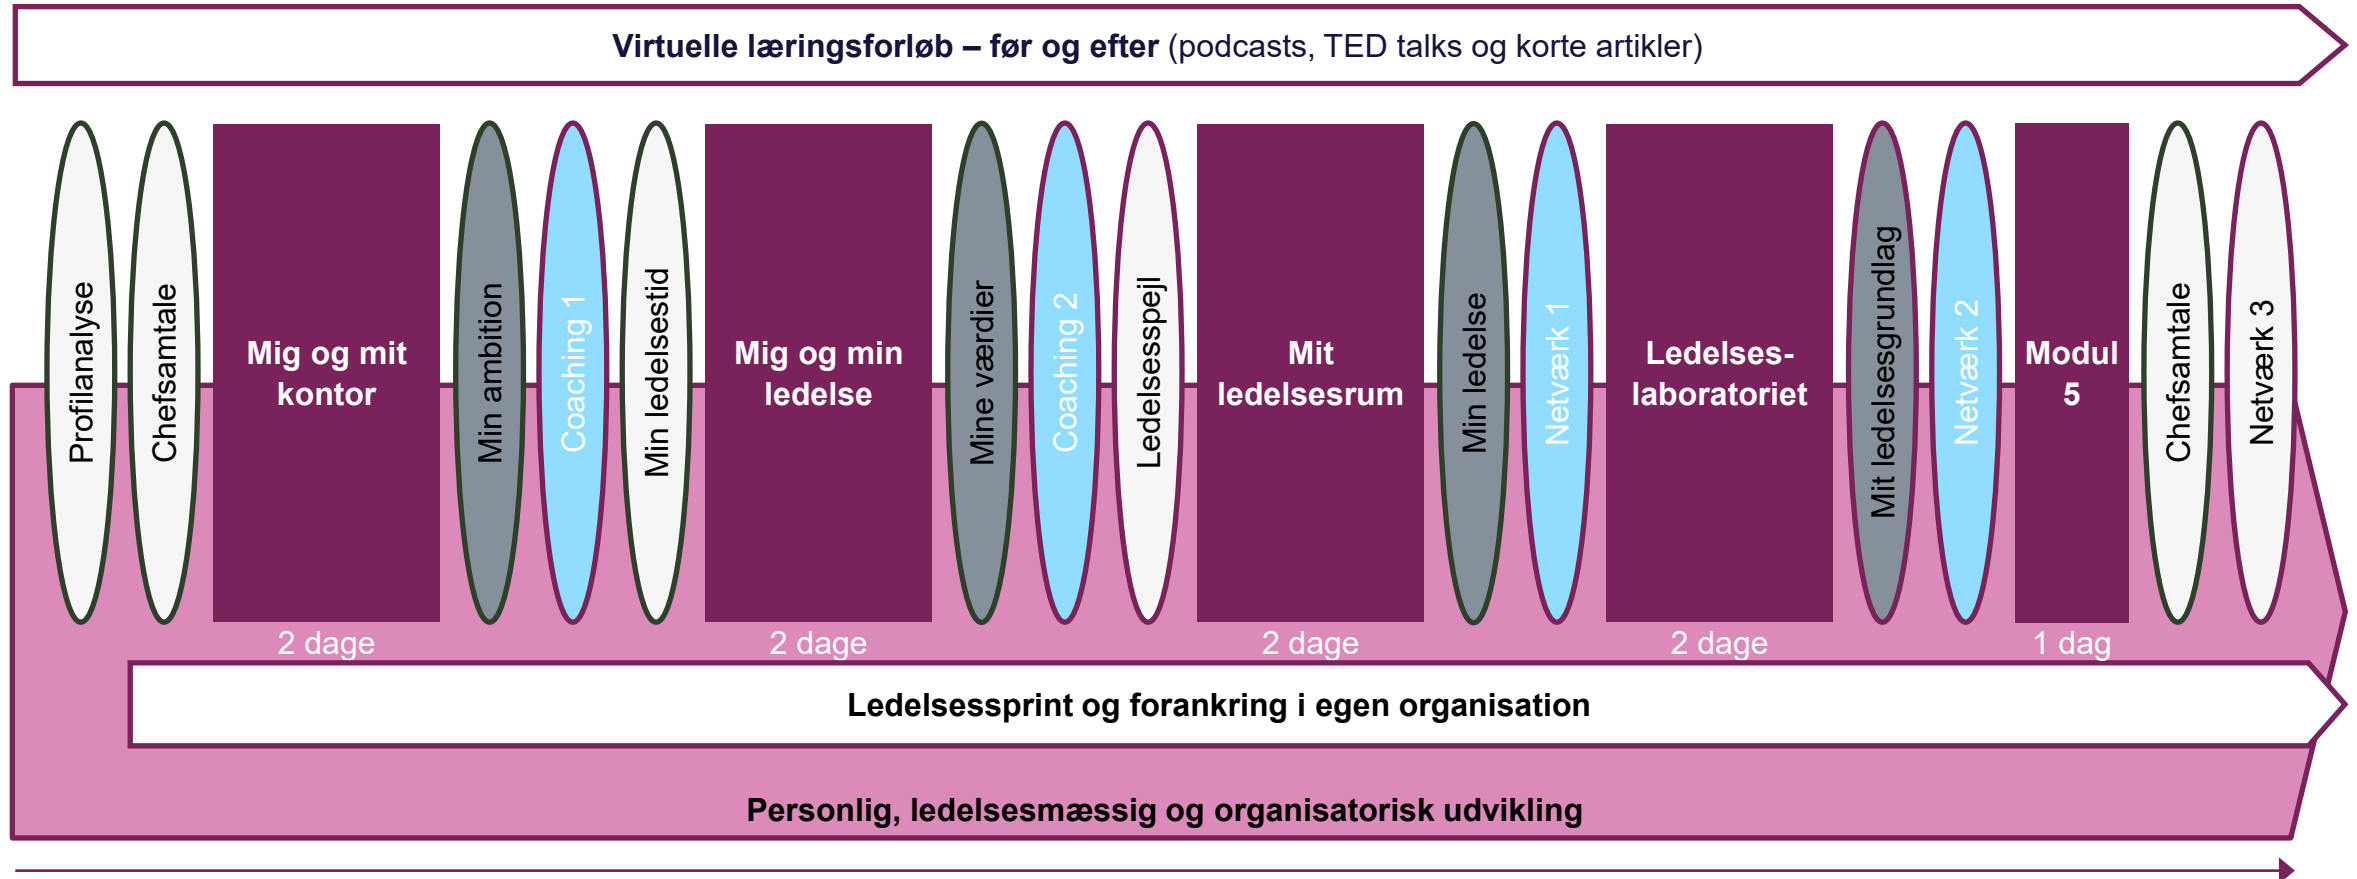 Virtuelle læringsforløb – før og efter (podcasts, TED talks og korte artikler)
Profilanalyse
Chefsamtale
Mig og mit
kontor
2 dage
Min ambition
Coaching 1
Min ledelsestid
Mig og min
ledelse
2 dage
Mine værdier
Coaching 2
Ledelsesspejl
Mit
ledelsesrum
2 dage
Min ledelse
Netværk 1
Ledelses-
laboratoriet
2 dage
Mit ledelsesgrundlag
Netværk 2
Modul
5
1 dag
Chefsamtale
Netværk 3
Ledelsessprint og forankring i egen organisation
Personlig, ledelsesmæssig og organisatorisk udvikling